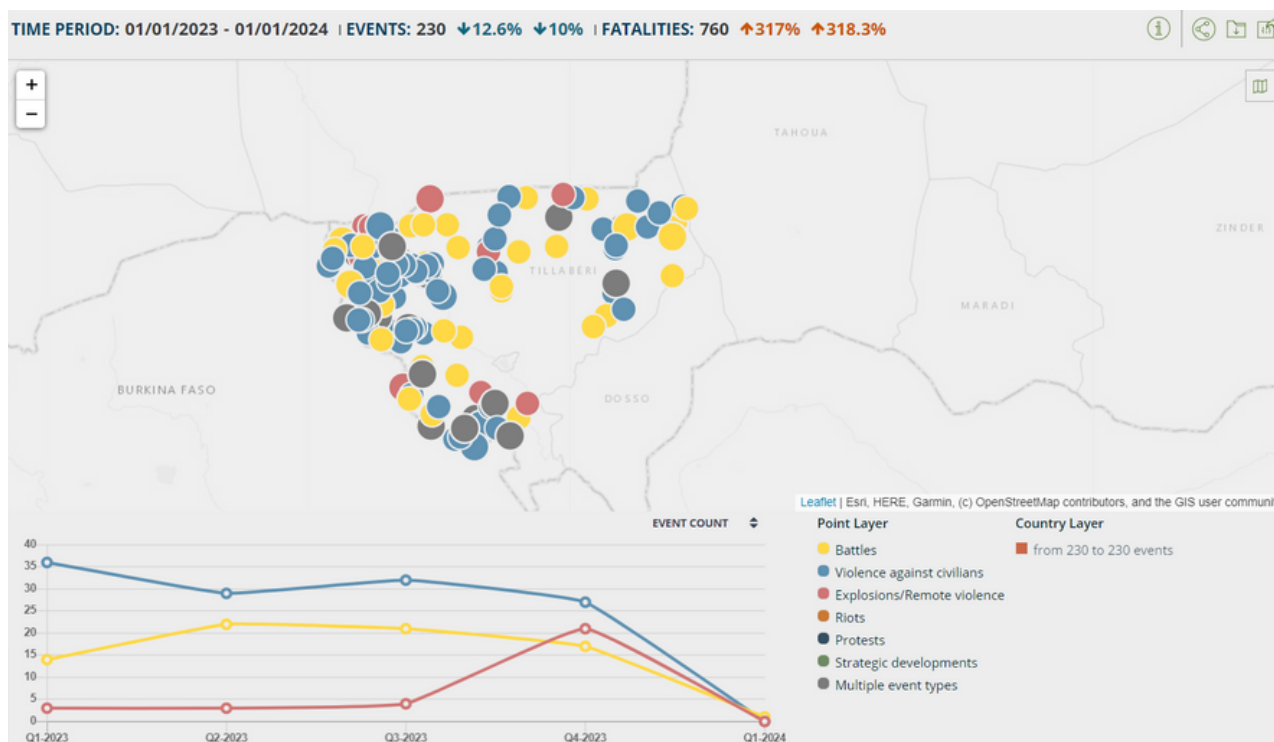 TIME PERIOD: 01/01/2023 - 01/01/2024 | EVENTS: 230 ↓12.6% ↓10% | FATALITIES: 760 ↑317% ↑318.3%
+
−
TAHOUA
ZINDER
TILLABÉRI
MARADI
BURKINA FASO
DOSSO
Leaflet | Esri, HERE, Garmin, (c) OpenStreetMap contributors, and the GIS user communit
EVENT COUNT
Point Layer
Battles
Violence against civilians
Explosions/Remote violence
Riots
Protests
Strategic developments
Multiple event types
Country Layer
from 230 to 230 events
40
35
30
25
20
15
10
5
0
Q1-2023 Q2-2023 Q3-2023 Q4-2023 Q1-2024